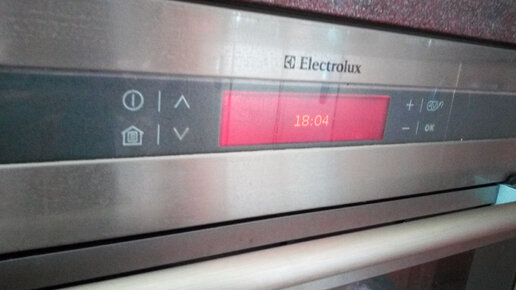 Electrolux
18:04
+
- OK